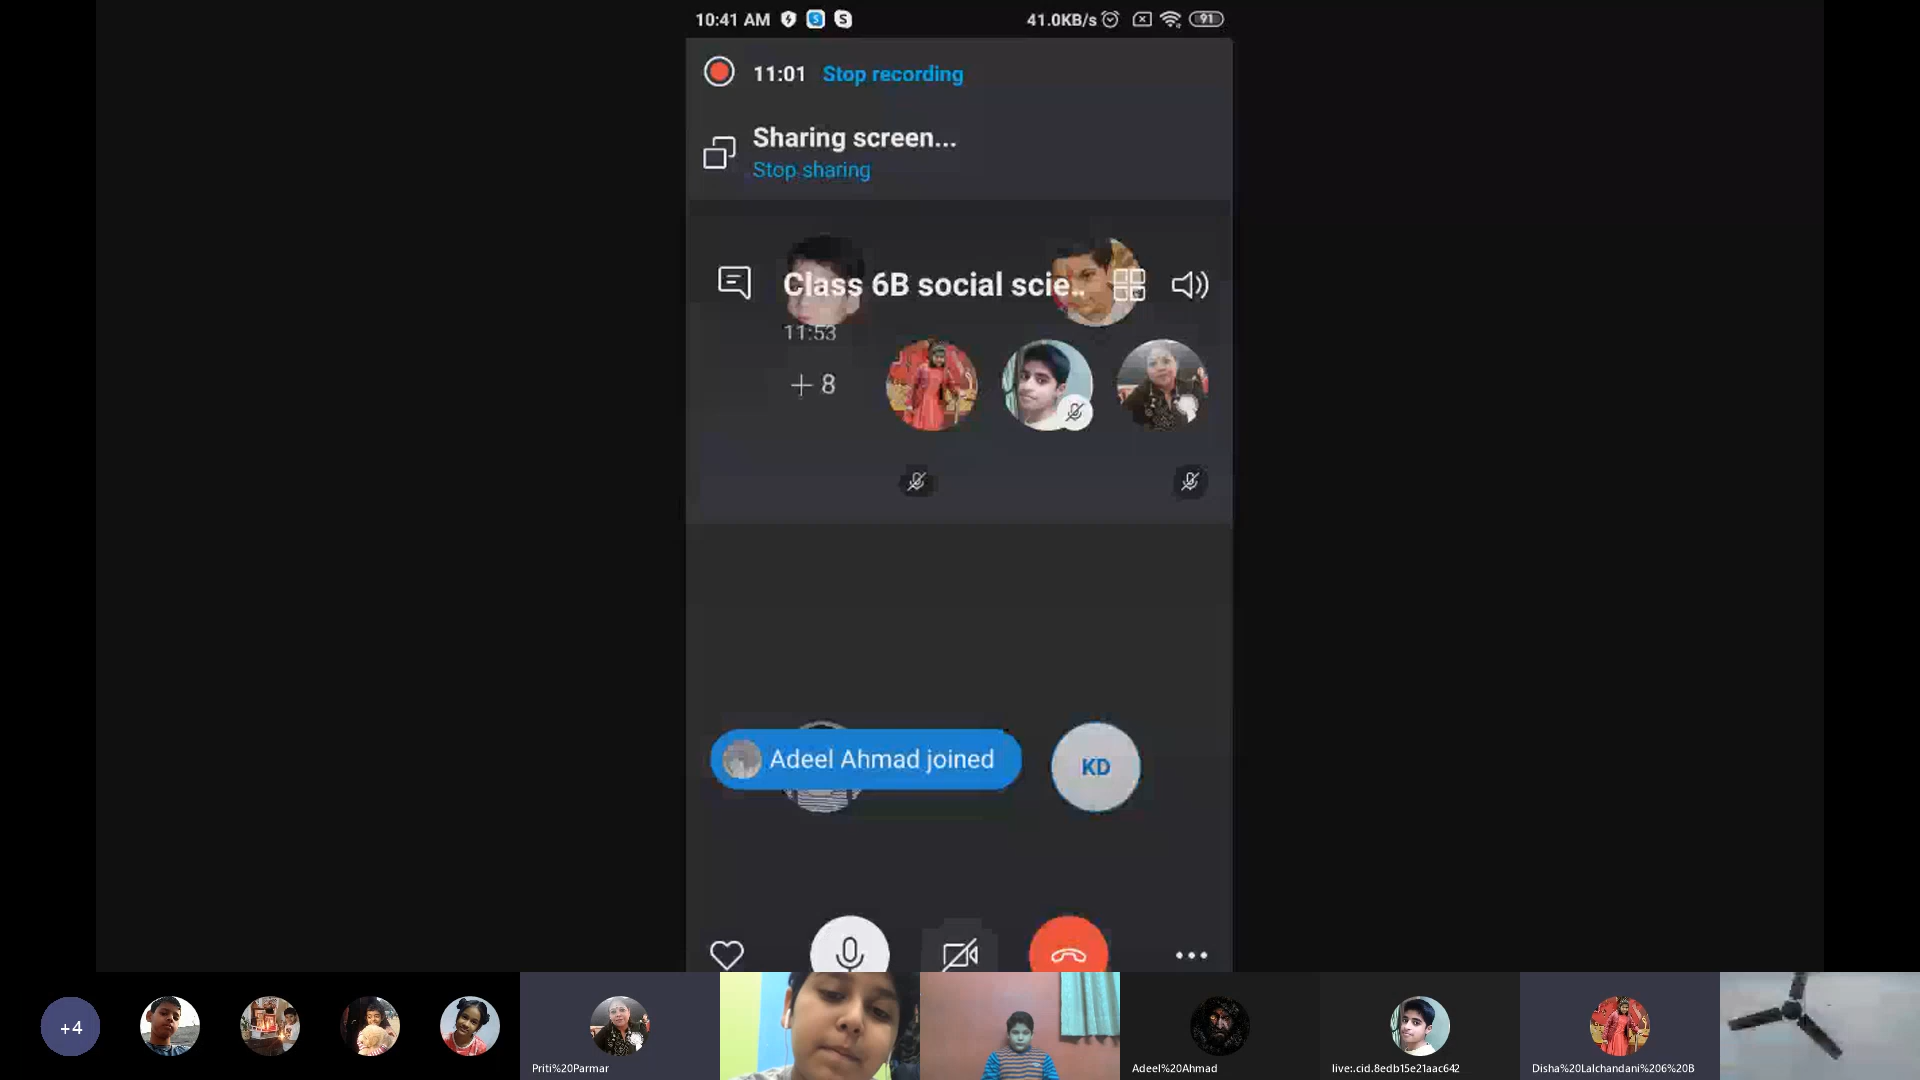 10:41 AM
41.0KB/s
91
11:01 Stop recording
Sharing screen...
Stop sharing
Class 6B social scie..
11:53
+ 8
Adeel Ahmad joined
KD
+4
Priti%20Parmar
Adeel%20Ahmad
live:.cid.8edb15e21aac642
Disha%20Lalchandani%206%20B